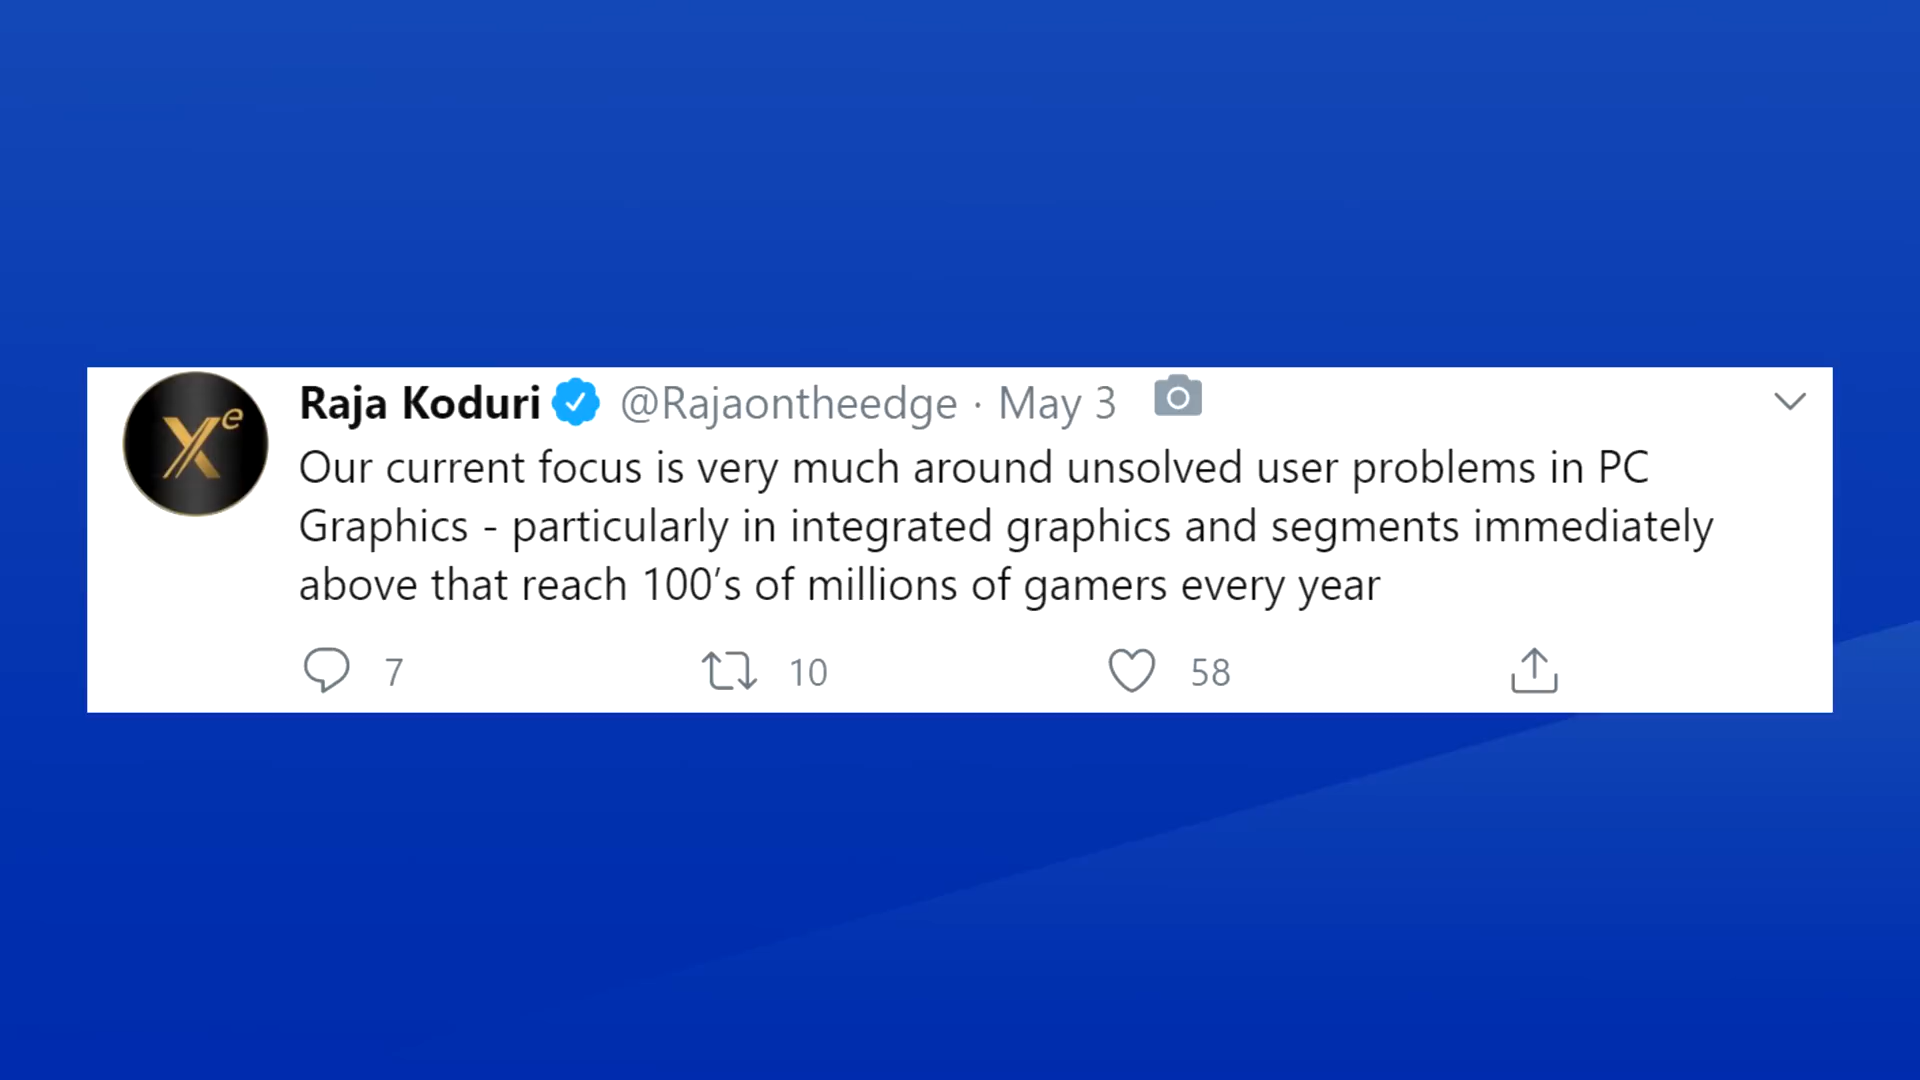 Xe
Raja Koduri @Rajaontheedge · May 3
Our current focus is very much around unsolved user problems in PC
Graphics - particularly in integrated graphics and segments immediately
above that reach 100’s of millions of gamers every year
7 10 58